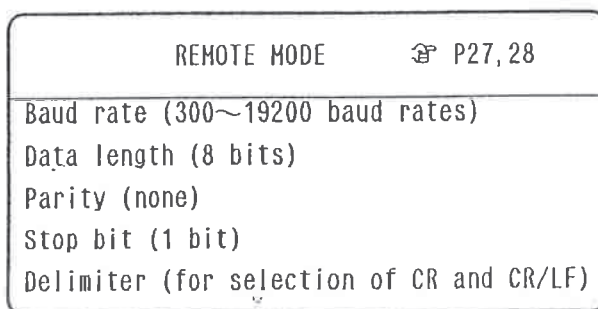 REMOTE MODE ☞ P27,28
Baud rate (300～19200 baud rates)
Data length (8 bits)
Parity (none)
Stop bit (1 bit)
Delimiter (for selection of CR and CR/LF)